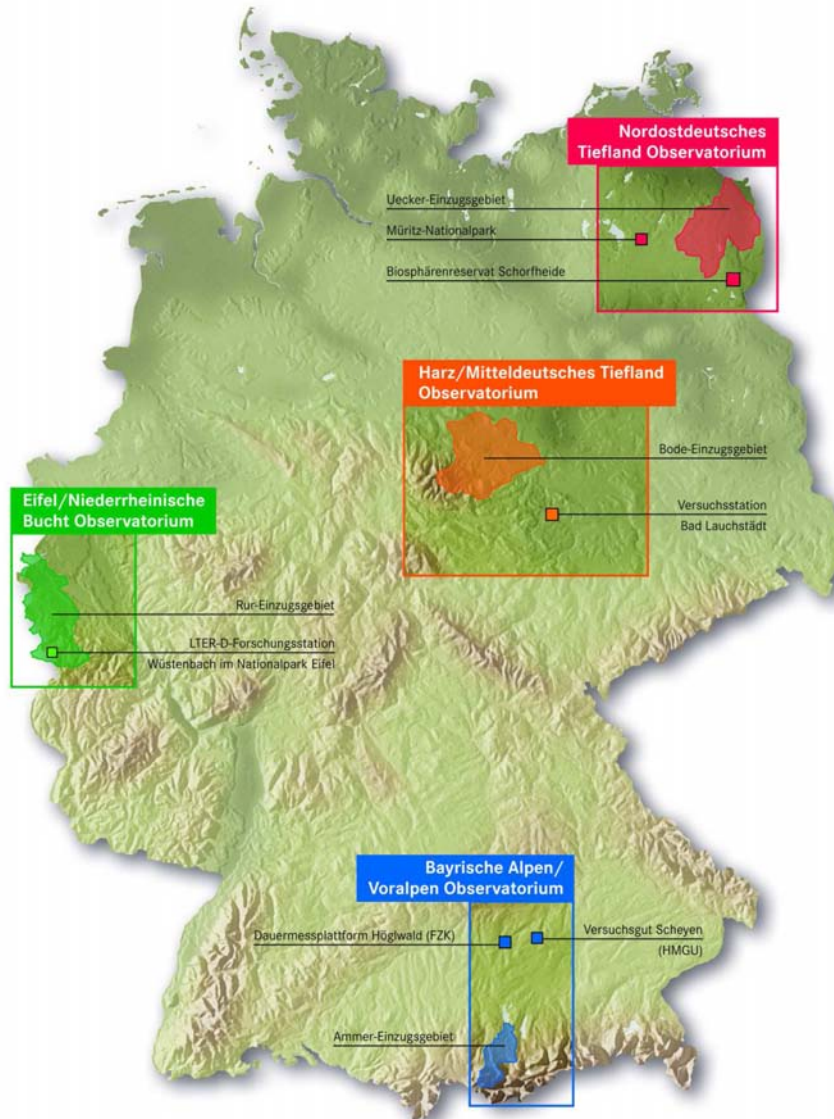 Nordostdeutsches
Tiefland Observatorium
Uecker-Einzugsgebiet
Müritz-Nationalpark
Biosphärenreservat Schorfheide
Harz/Mitteldeutsches Tiefland
Observatorium
Bode-Einzugsgebiet
Versuchsstation
Bad Lauchstädt
Eifel/Niederrheinische
Bucht Observatorium
Rur-Einzugsgebiet
LTER-D-Forschungsstation
Wüstenbach im Nationalpark Eifel
Bayrische Alpen/
Voralpen Observatorium
Dauermessplattform Höglwald (FZK)
Versuchsgut Scheyen
(HMGU)
Ammer-Einzugsgebiet